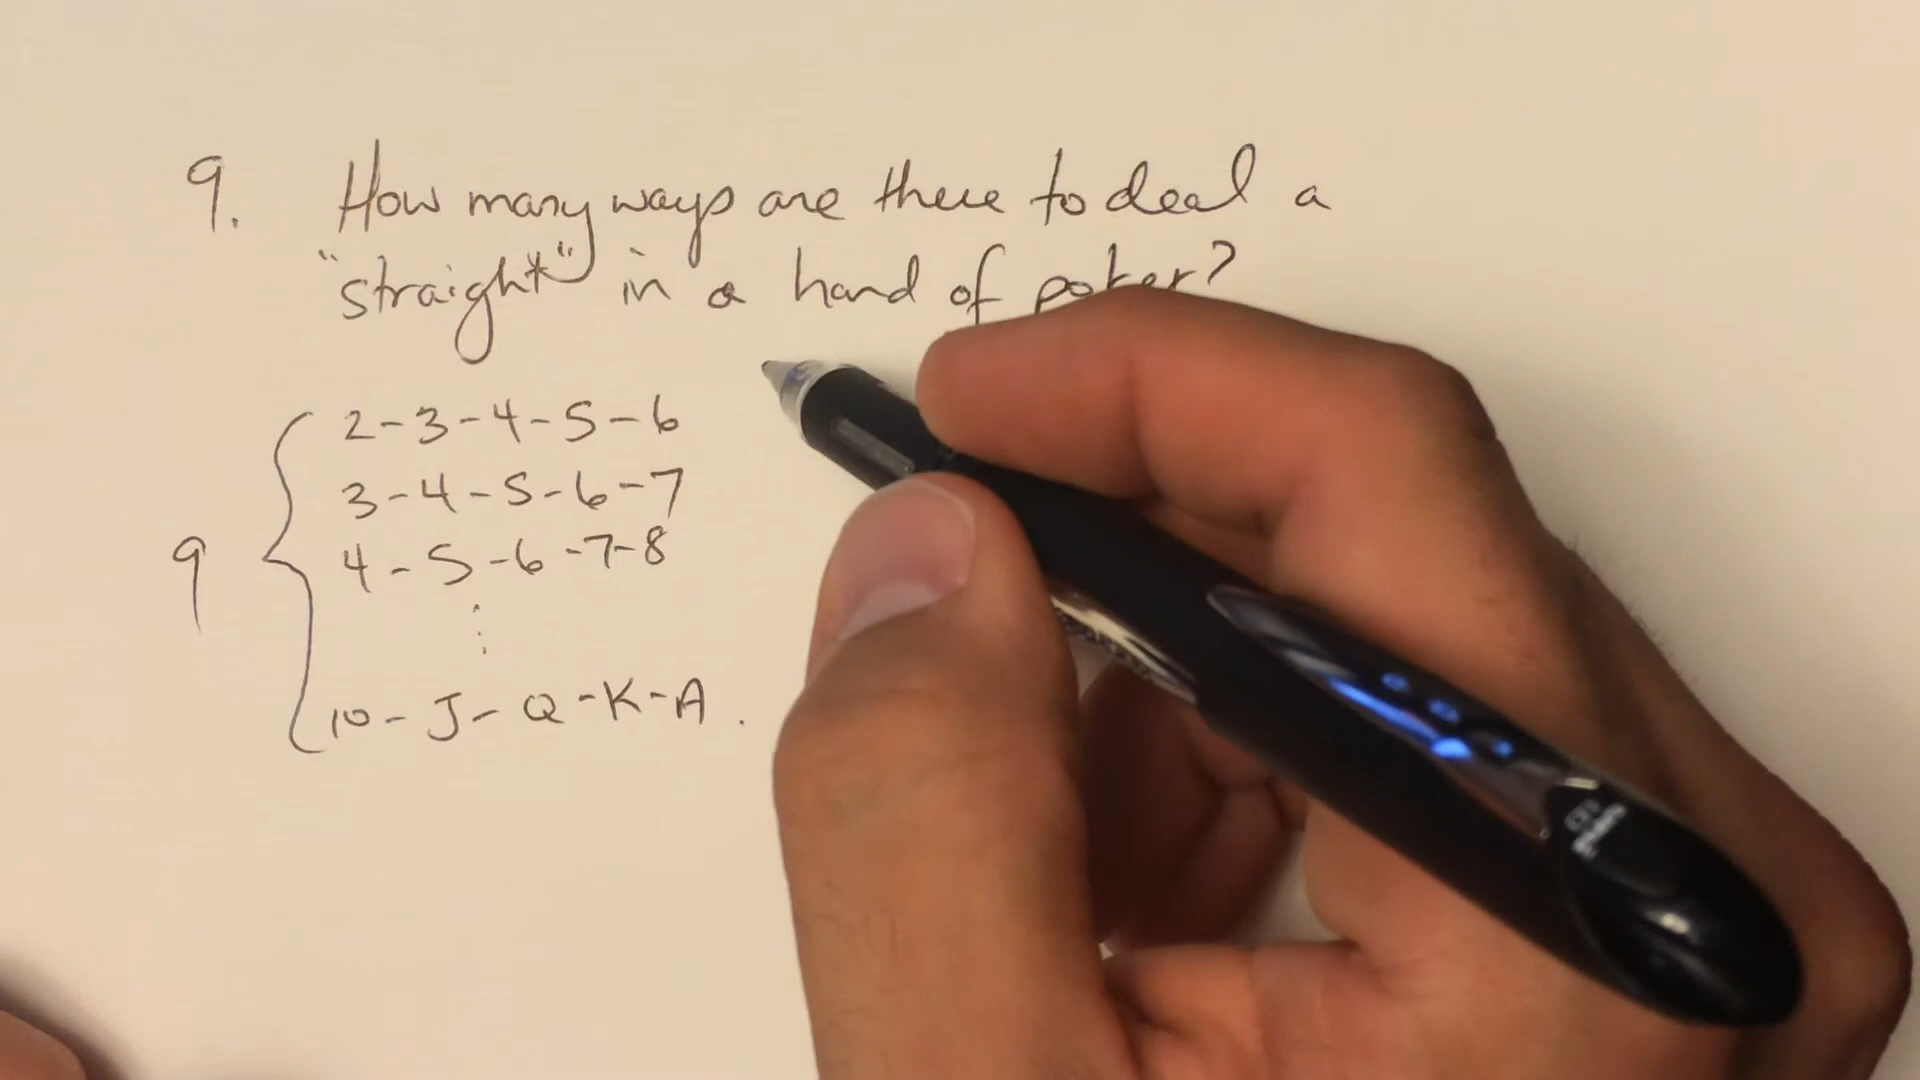 9. How many ways are there to deal a
"straight" in a hand of poker?
2-3-4-5-6
3-4-5-6-7
9 { 4-5-6-7-8
⋮
10-J-Q-K-A.